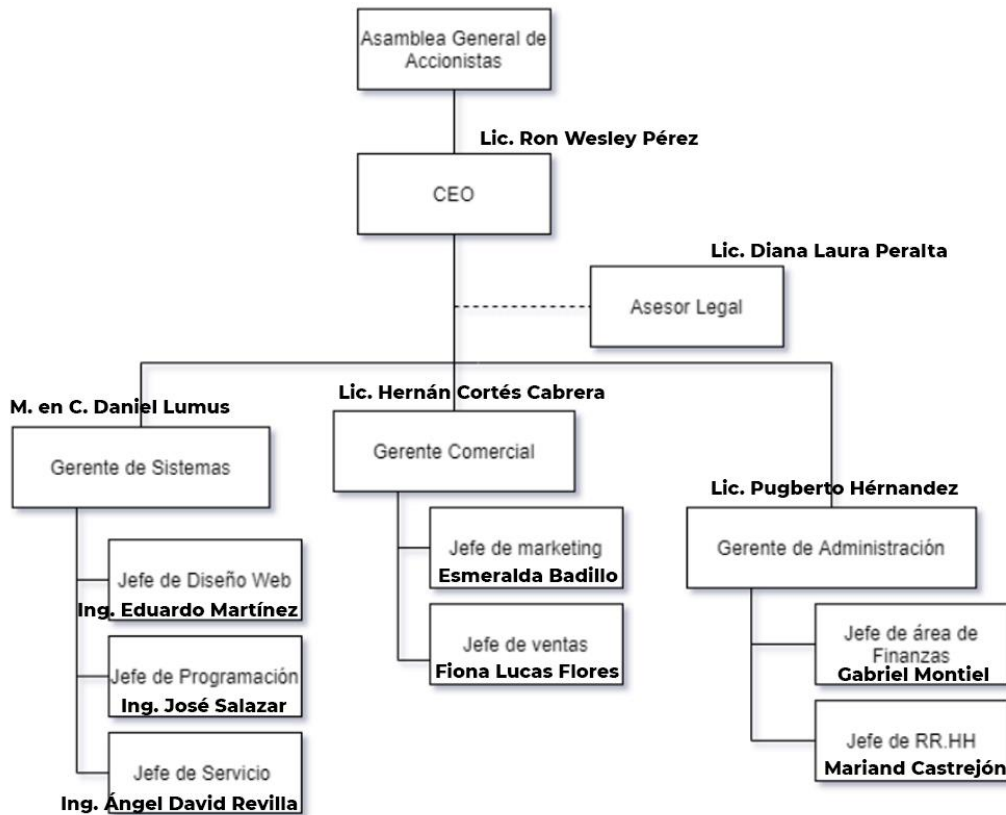 Asamblea General de
Accionistas
Lic. Ron Wesley Pérez
CEO
Lic. Diana Laura Peralta
Asesor Legal
M. en C. Daniel Lumus
Gerente de Sistemas
Jefe de Diseño Web
Ing. Eduardo Martínez
Jefe de Programación
Ing. José Salazar
Jefe de Servicio
Ing. Ángel David Revilla
Lic. Hernán Cortés Cabrera
Gerente Comercial
Jefe de marketing
Esmeralda Badillo
Jefe de ventas
Fiona Lucas Flores
Lic. Pugberto Hérnandez
Gerente de Administración
Jefe de área de
Finanzas
Gabriel Montiel
Jefe de RR.HH
Mariand Castrejón